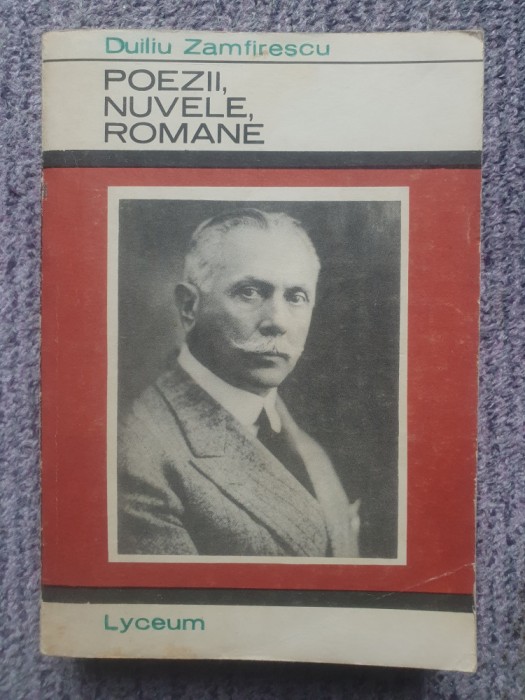 Duiliu Zamfirescu
POEZII,
NUVELE,
ROMANE
Lyceum